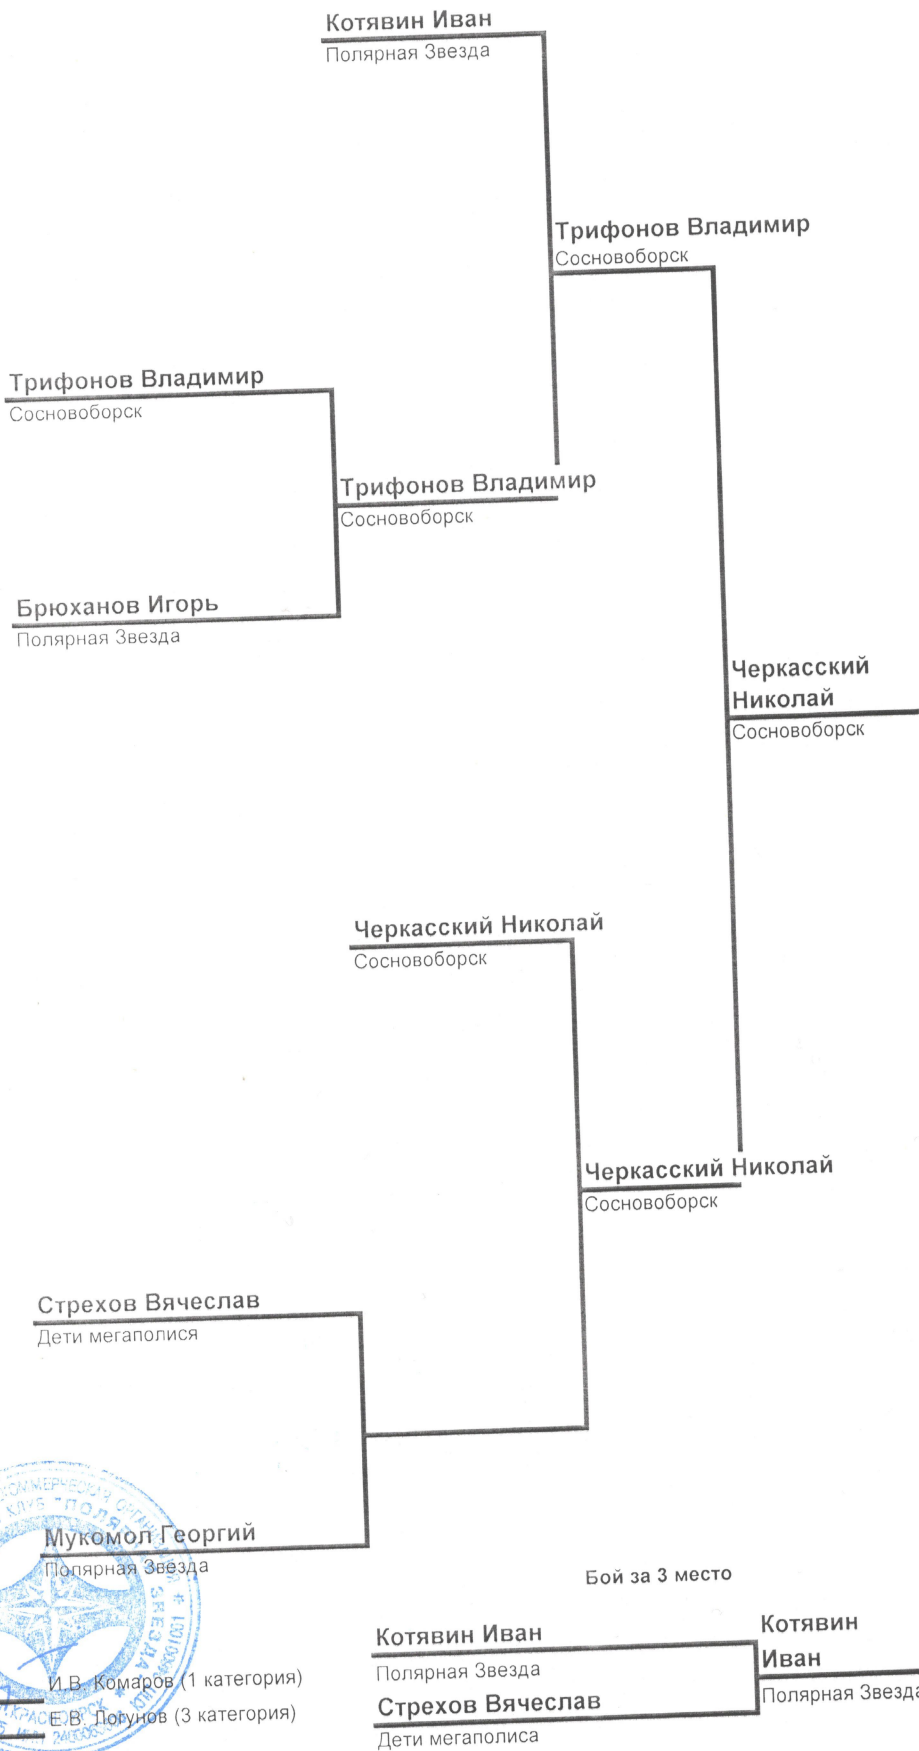 Котявин Иван
Полярная Звезда
Трифонов Владимир
Сосновоборск
Трифонов Владимир
Сосновоборск
Трифонов Владимир
Сосновоборск
Брюханов Игорь
Полярная Звезда
Черкасский
Николай
Сосновоборск
Черкасский Николай
Сосновоборск
Черкасский Николай
Сосновоборск
Стрехов Вячеслав
Дети мегаполися
Мукомол Георгий
Полярная Звезда
Бой за 3 место
Котявин Иван
Полярная Звезда
Стрехов Вячеслав
Дети мегаполиса
Котявин
Иван
Полярная Звезда
И.В. Комаров (1 категория)
Е.В. Логунов (3 категория)